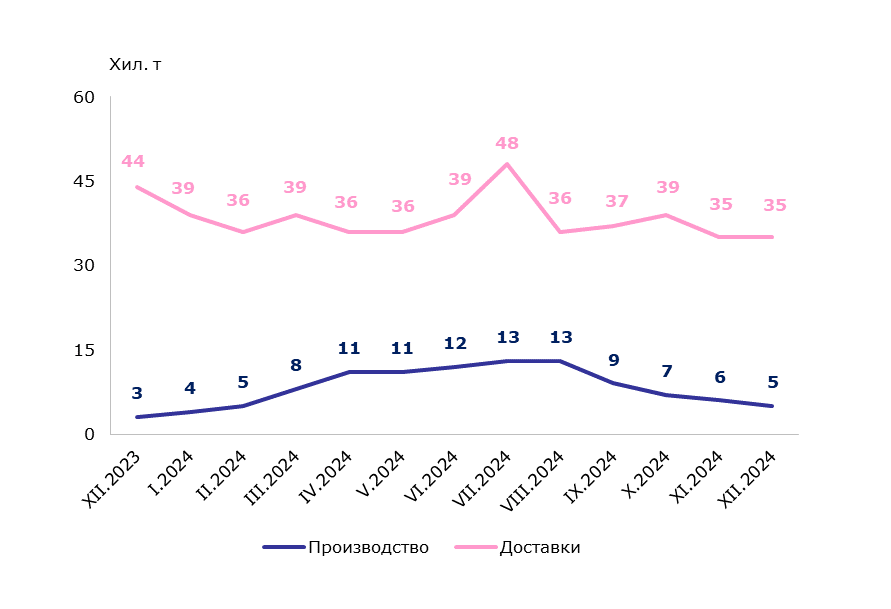 Хил. т
60
45
30
15
0
44 39 36 39 36 36 39 48 36 37 39 35 35
3 4 5 8 11 11 12 13 13 9 7 6 5
XII.2023 I.2024 II.2024 III.2024 IV.2024 V.2024 VI.2024 VII.2024 VIII.2024 IX.2024 X.2024 XI.2024 XII.2024
Производство Доставки